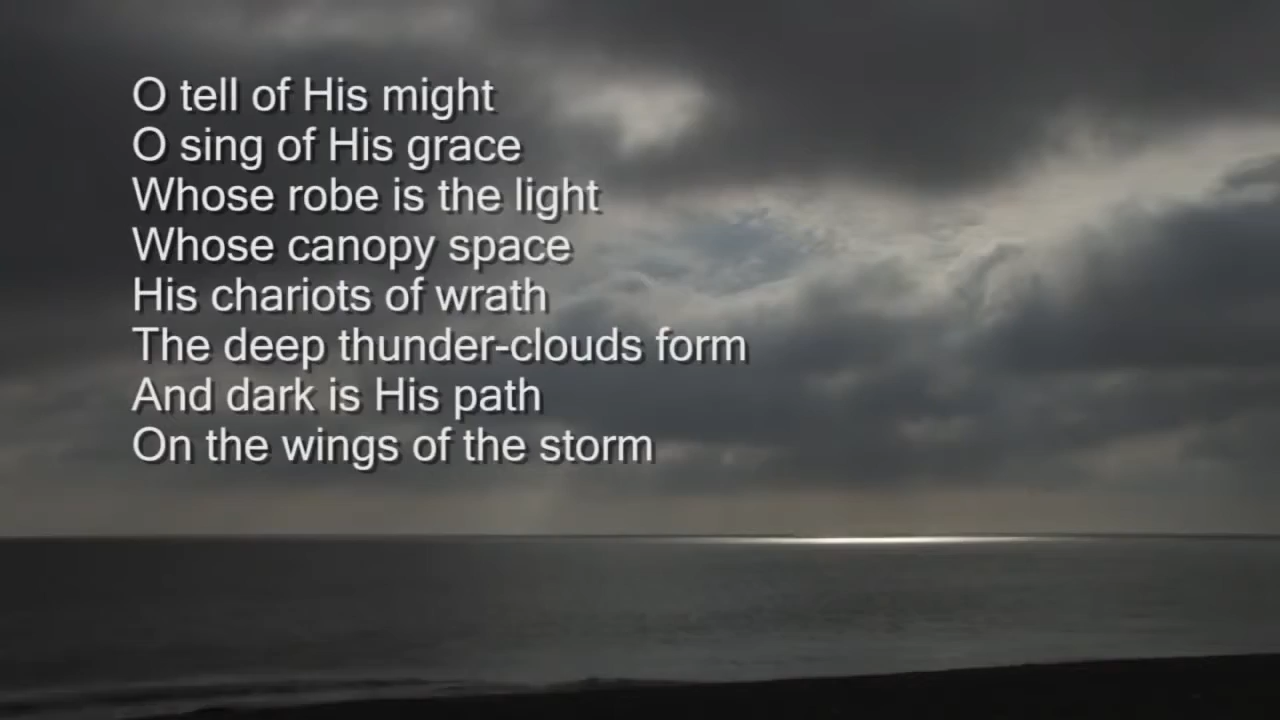 O tell of His might
O sing of His grace
Whose robe is the light
Whose canopy space
His chariots of wrath
The deep thunder-clouds form
And dark is His path
On the wings of the storm